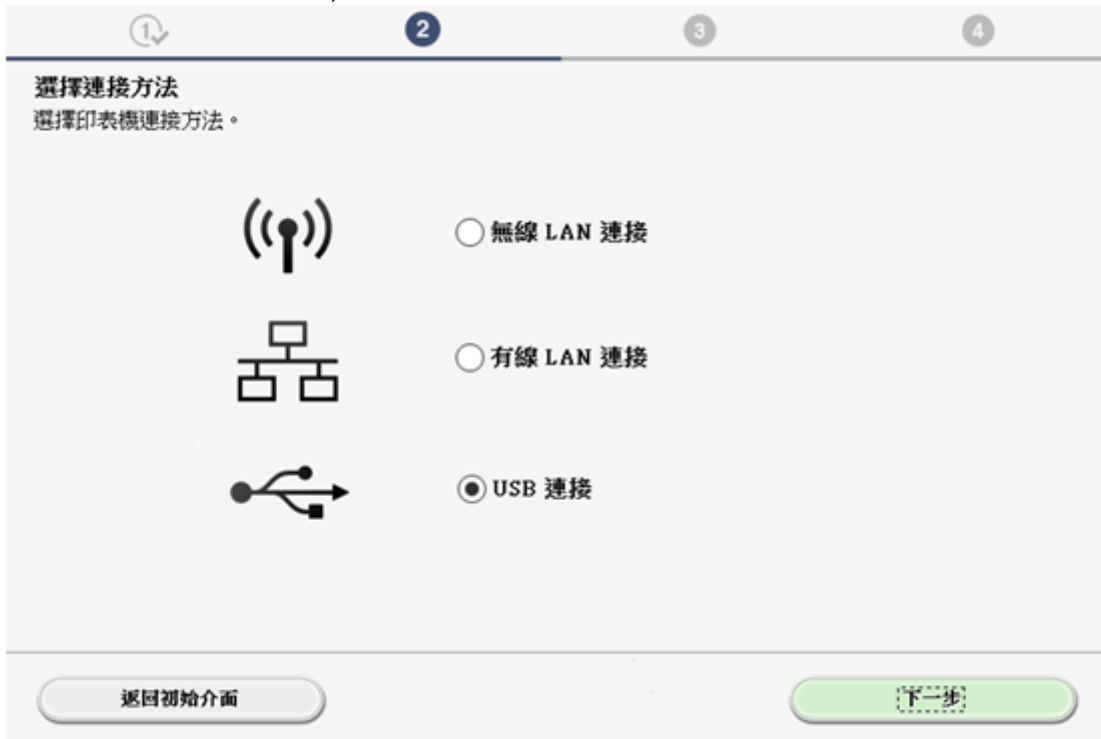 1 2 3 4
選擇連接方法
選擇印表機連接方法。
無線 LAN 連接
有線 LAN 連接
USB 連接
返回初始介面 下一步